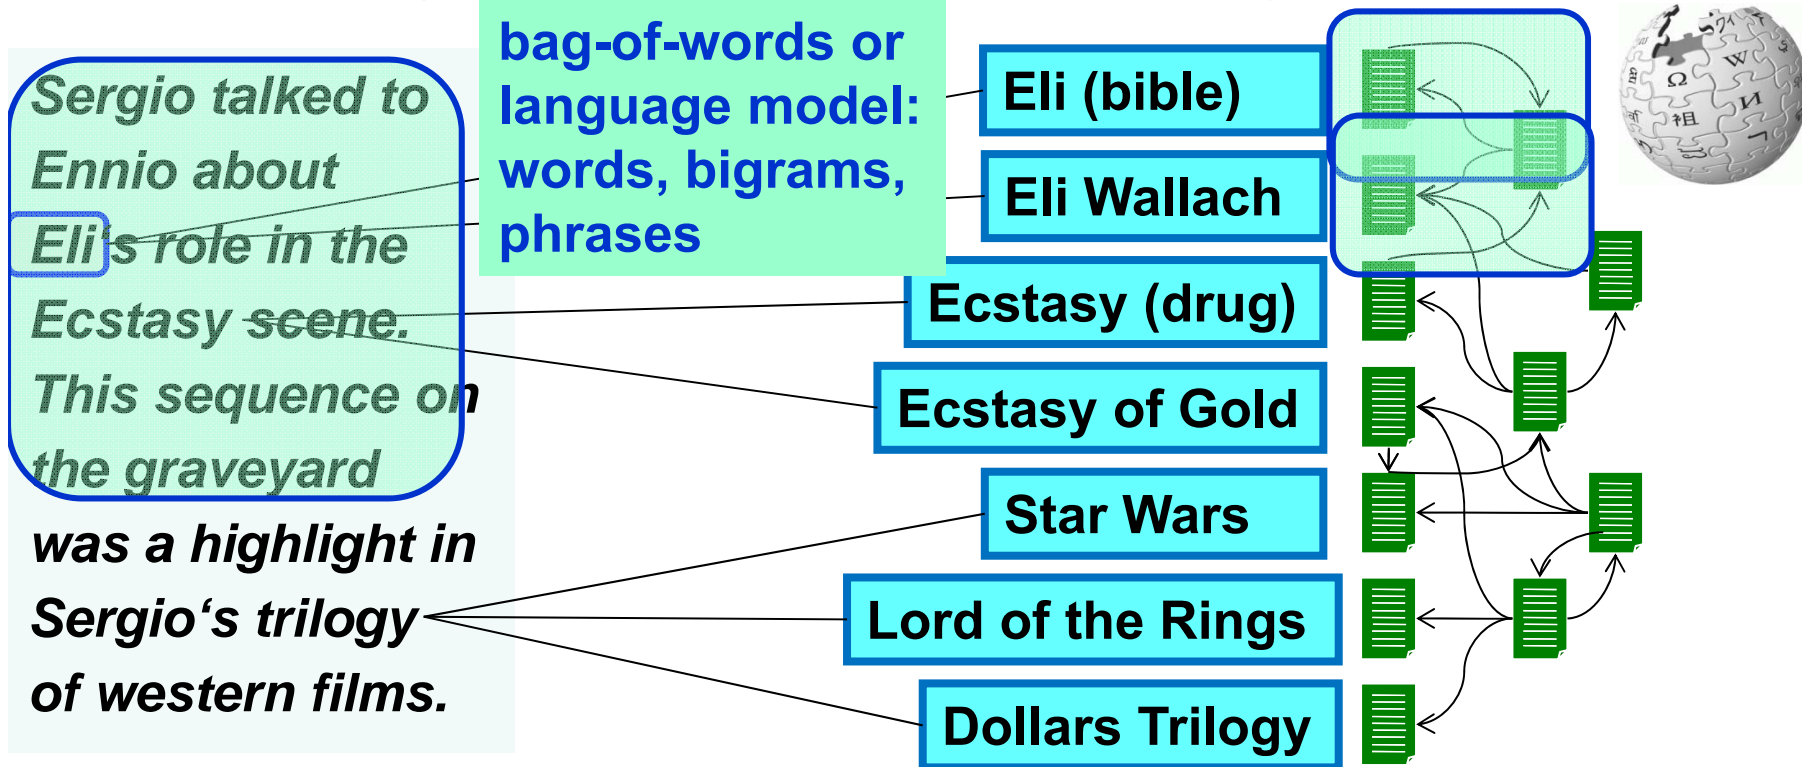 Sergio talked to
Ennio about
Eli‘s role in the
Ecstasy scene.
This sequence on
the graveyard
was a highlight in
Sergio‘s trilogy
of western films.
bag-of-words or
language model:
words, bigrams,
phrases
Eli (bible)
Eli Wallach
Ecstasy (drug)
Ecstasy of Gold
Star Wars
Lord of the Rings
Dollars Trilogy
Ω
W
И
祖